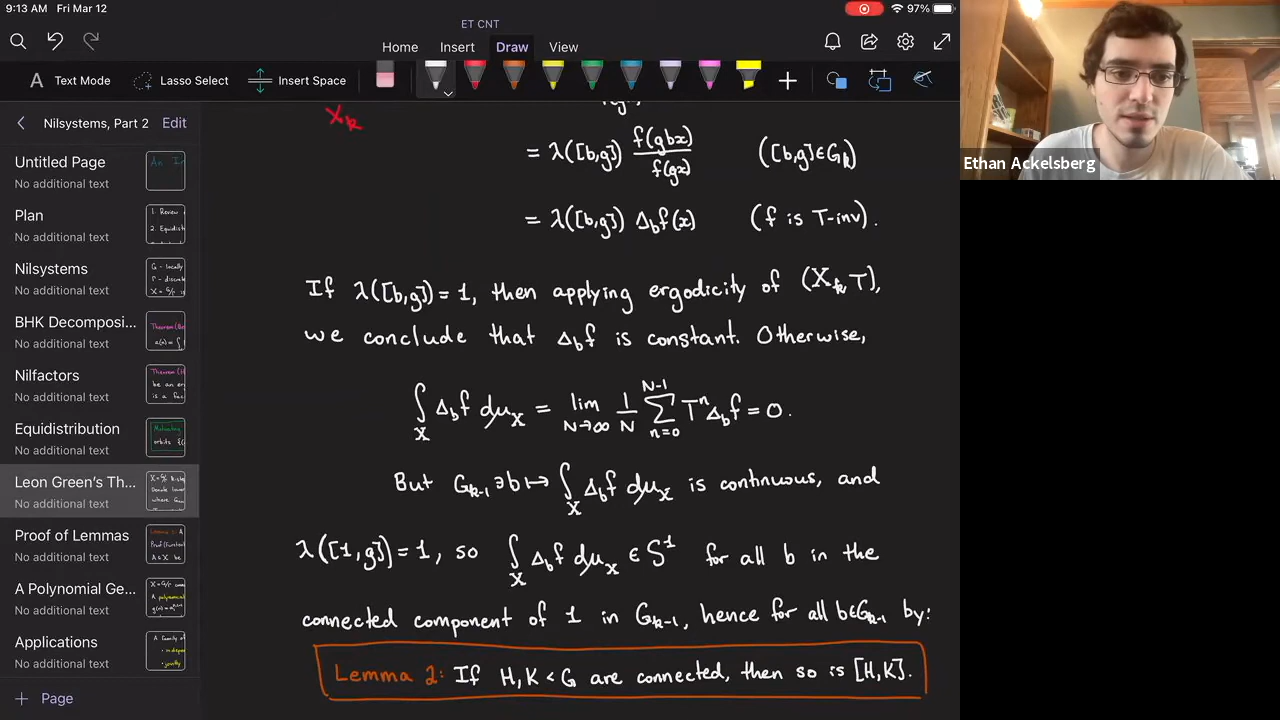 9:13 AM Fri Mar 12
97%
ET CNT
Home Insert Draw View
Text Mode Lasso Select Insert Space
Nilsystems, Part 2 Edit
Untitled Page
No additional text
Plan
No additional text
Nilsystems
No additional text
BHK Decomposi...
No additional text
Nilfactors
No additional text
Equidistribution
No additional text
Leon Green's Th...
No additional text
Proof of Lemmas
No additional text
A Polynomial Ge...
No additional text
Applications
No additional text
Page
X_k
= λ([b,g]) f(gbx)/f(gx) ([b,g]∈G_k)
= λ([b,g]) Δ_b f(x) (f is T-inv).
If λ([b,g]) = 1, then applying ergodicity of (X_k, T),
we conclude that Δ_b f is constant. Otherwise,
∫_X Δ_b f dμ_X = lim_{N→∞} 1/N ∑_{n=0}^{N-1} T^n Δ_b f = 0.
But G_{k-1} ∋ b ↦ ∫_X Δ_b f dμ_X is continuous, and
λ([1,g]) = 1, so ∫_X Δ_b f dμ_X ∈ S^1 for all b in the
connected component of 1 in G_{k-1}, hence for all b∈G_{k-1} by:
Lemma 2: If H, K < G are connected, then so is [H,K].
Ethan Ackelsberg